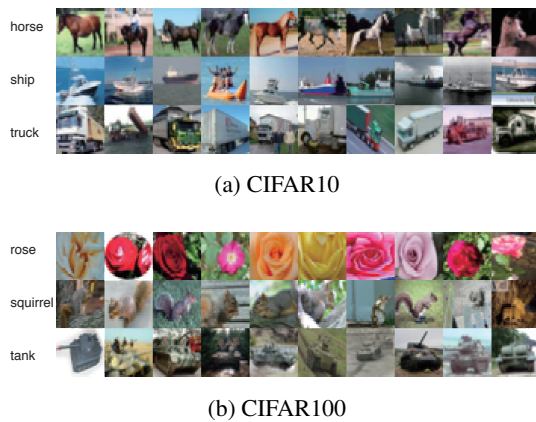 horse
ship
truck
(a) CIFAR10
rose
squirrel
tank
(b) CIFAR100